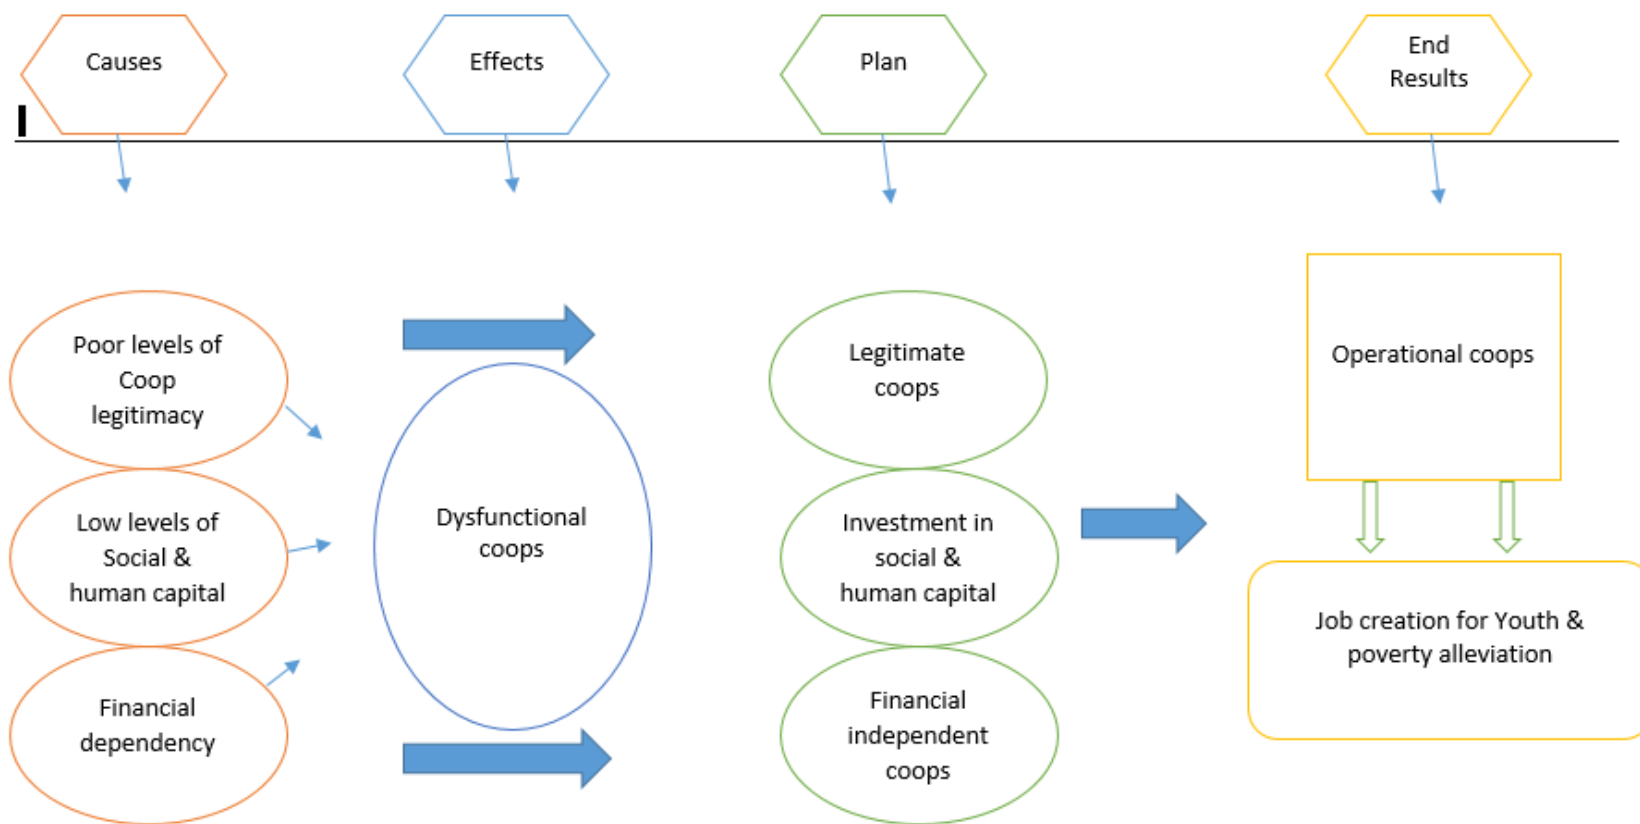 Causes
Effects
Plan
End
Results
Poor levels of
Coop
legitimacy
Low levels of
Social &
human capital
Financial
dependency
Dysfunctional
coops
Legitimate
coops
Investment in
social &
human capital
Financial
independent
coops
Operational coops
Job creation for Youth &
poverty alleviation